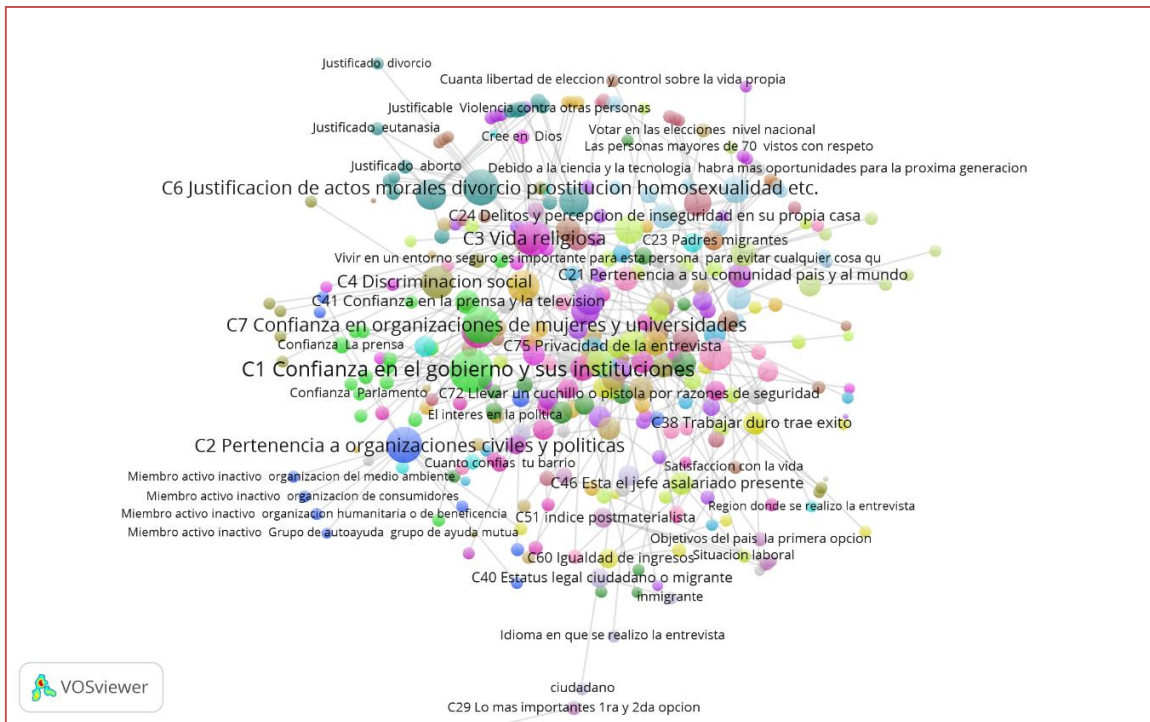 Justificado divorcio
Cuanta libertad de eleccion y control sobre la vida propia
Justificable Violencia contra otras personas
Justificado eutanasia
Cree en Dios
Votar en las elecciones nivel nacional
Las personas mayores de 70 vistos con respeto
Justificado aborto
Debido a la ciencia y la tecnologia habra mas oportunidades para la proxima generacion
C6 Justificacion de actos morales divorcio prostitucion homosexualidad etc.
C24 Delitos y percepcion de inseguridad en su propia casa
C3 Vida religiosa
C23 Padres migrantes
Vivir en un entorno seguro es importante para esta persona para evitar cualquier cosa qu
C4 Discriminacion social
C21 Pertenencia a su comunidad pais y al mundo
C41 Confianza en la prensa y la television
C7 Confianza en organizaciones de mujeres y universidades
Confianza La prensa
C75 Privacidad de la entrevista
C1 Confianza en el gobierno y sus instituciones
Confianza Parlamento
C72 Llevar un cuchillo o pistola por razones de seguridad
El interes en la politica
C38 Trabajar duro trae exito
C2 Pertenencia a organizaciones civiles y politicas
Cuanto confias tu barrio
Satisfaccion con la vida
Miembro activo inactivo organizacion del medio ambiente
C46 Esta el jefe asalariado presente
Miembro activo inactivo organizacion de consumidores
Region donde se realizo la entrevista
Miembro activo inactivo organizacion humanitaria o de beneficencia
C51 indice postmaterialista
Miembro activo inactivo Grupo de autoayuda grupo de ayuda mutua
Objetivos del pais la primera opcion
C60 Igualdad de ingresos
Situacion laboral
C40 Estatus legal ciudadano o migrante
inmigrante
Idioma en que se realizo la entrevista
ciudadano
C29 Lo mas importantes 1ra y 2da opcion
VOSviewer